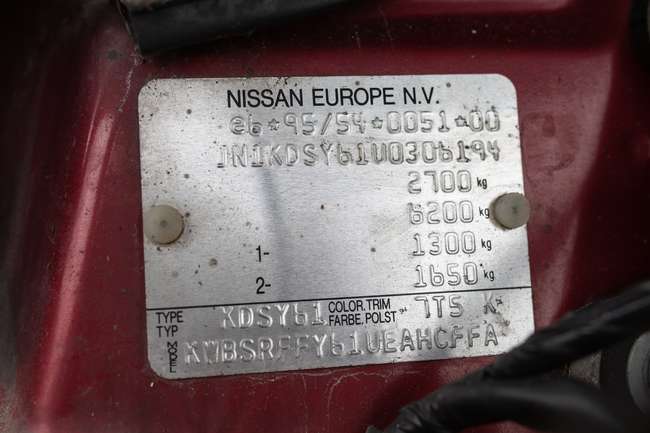 NISSAN EUROPE N.V.
e6*95/54*0051*00
JN1KDSY61U0306194
2700 kg
6200 kg
1- 1300 kg
2- 1650 kg
TYPE TYP KDSY61 COLOR.TRIM FARBE.POLST 7T5 K
MODEL KWBSRFFY61UEAHCFFA